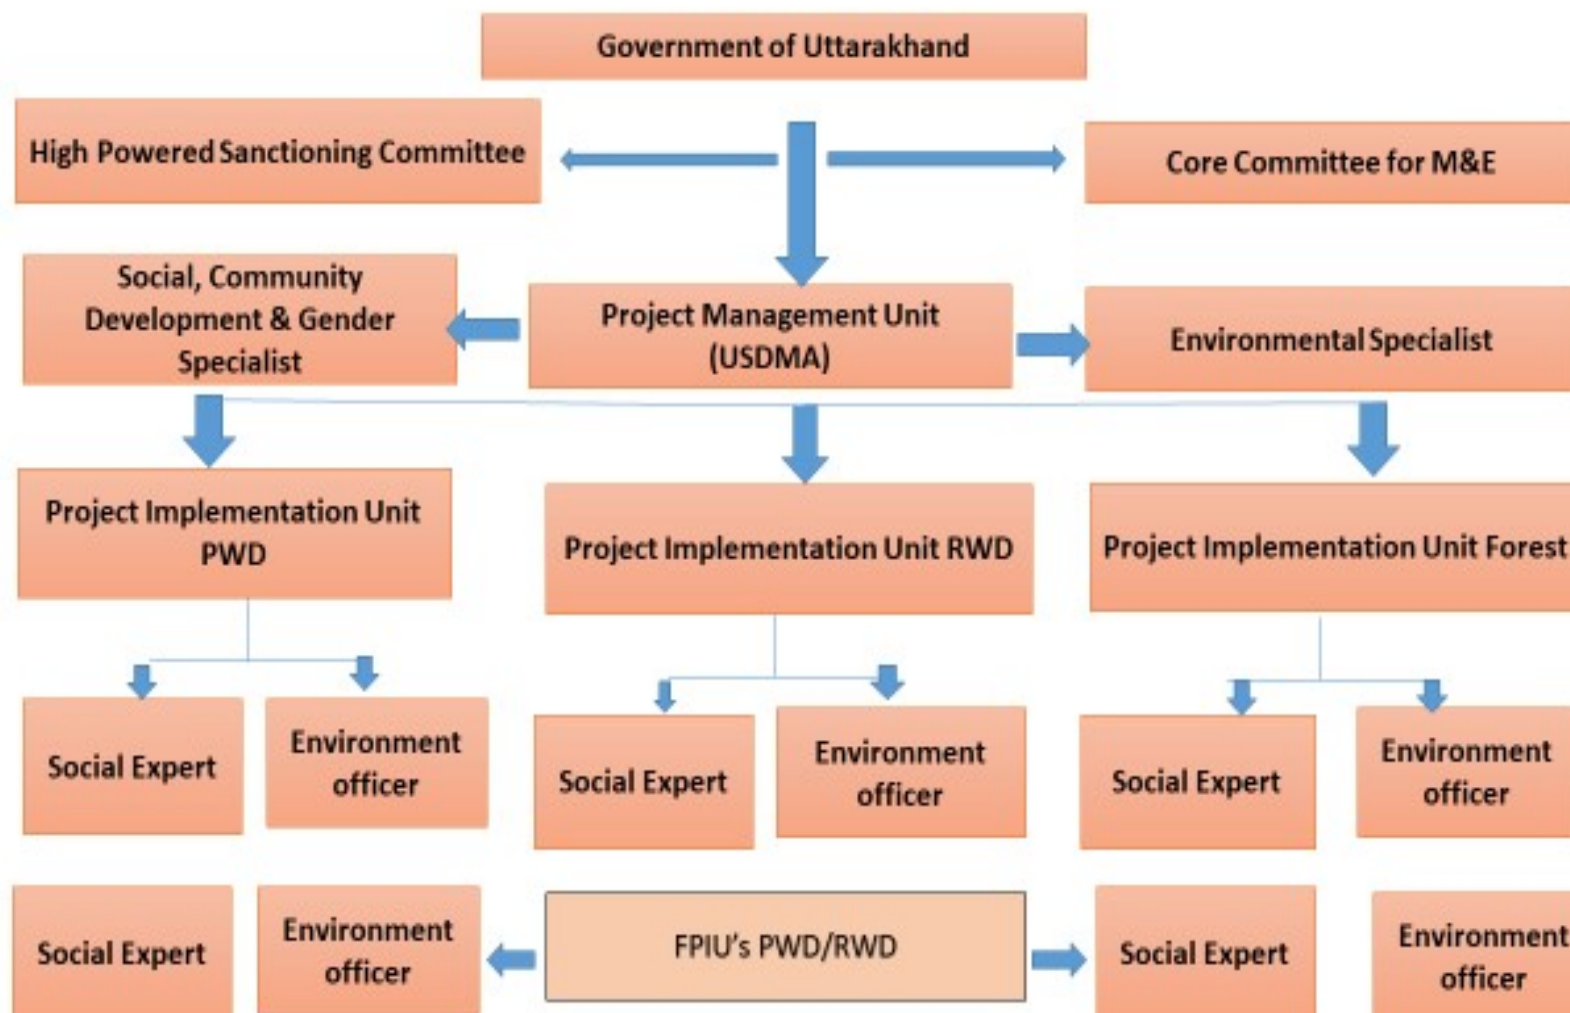 Government of Uttarakhand
High Powered Sanctioning Committee
Core Committee for M&E
Social, Community
Development & Gender
Specialist
Project Management Unit
(USDMA)
Environmental Specialist
Project Implementation Unit
PWD
Project Implementation Unit RWD
Project Implementation Unit Forest
Social Expert
Environment
officer
Social Expert
Environment
officer
Social Expert
Environment
officer
Social Expert
Environment
officer
FPIU's PWD/RWD
Social Expert
Environment
officer